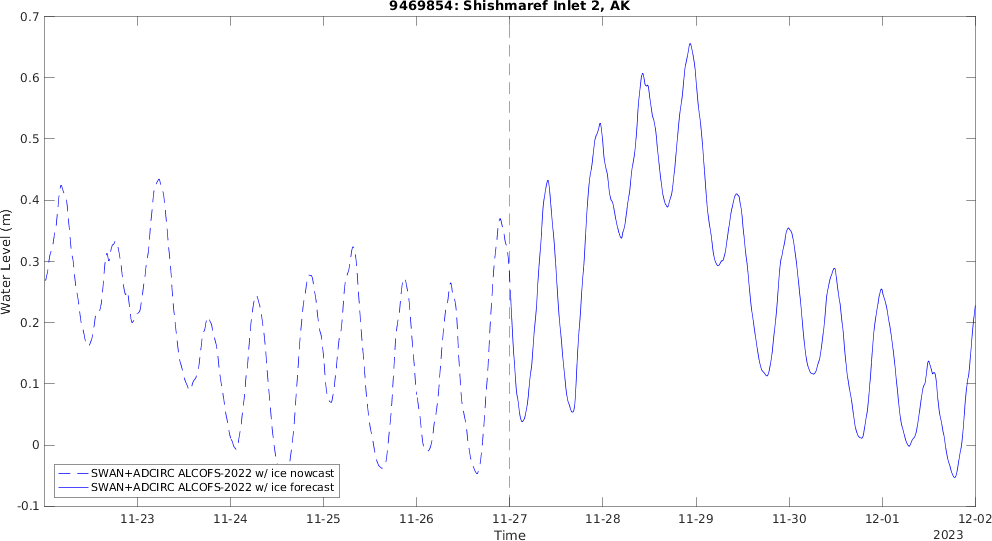 9469854: Shishmaref Inlet 2, AK
0.7
0.6
0.5
0.4
0.3
0.2
0.1
0
-0.1
Water Level (m)
SWAN+ADCIRC ALCOFS-2022 w/ ice nowcast
SWAN+ADCIRC ALCOFS-2022 w/ ice forecast
11-23 11-24 11-25 11-26 11-27 11-28 11-29 11-30 12-01 12-02
Time
2023